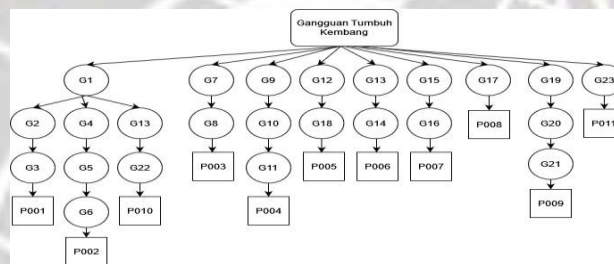 Gangguan Tumbuh
Kembang
G1 G7 G9 G12 G13 G15 G17 G19 G23
G2 G4 G13 G8 G10 G18 G14 G16 P008 G20 P011
G3 G5 G22 P003 G11 P005 P006 P007 G21
P001 G6 P010 P004 P009
P002